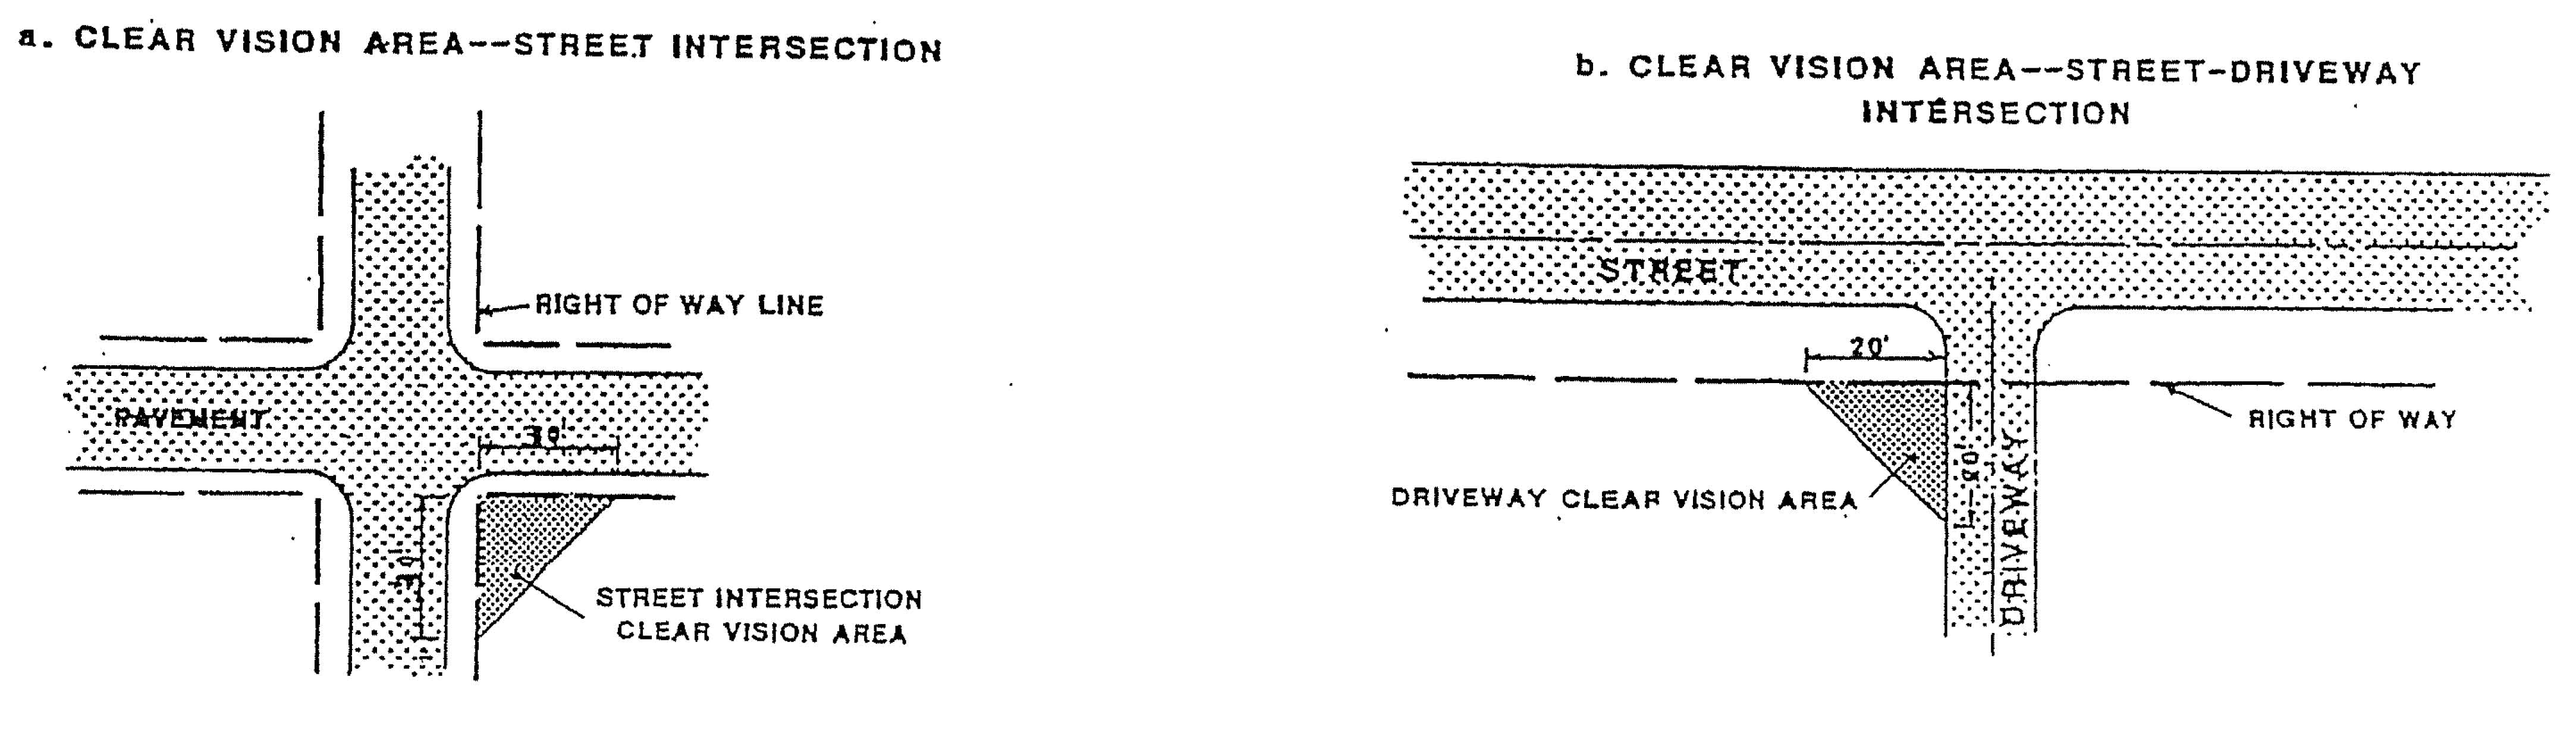 a. CLEAR VISION AREA--STREET INTERSECTION
RIGHT OF WAY LINE
PAVEMENT
30'
30'
STREET INTERSECTION
CLEAR VISION AREA
b. CLEAR VISION AREA--STREET-DRIVEWAY
INTERSECTION
STREET
20'
RIGHT OF WAY
DRIVEWAY CLEAR VISION AREA
DRIVEWAY